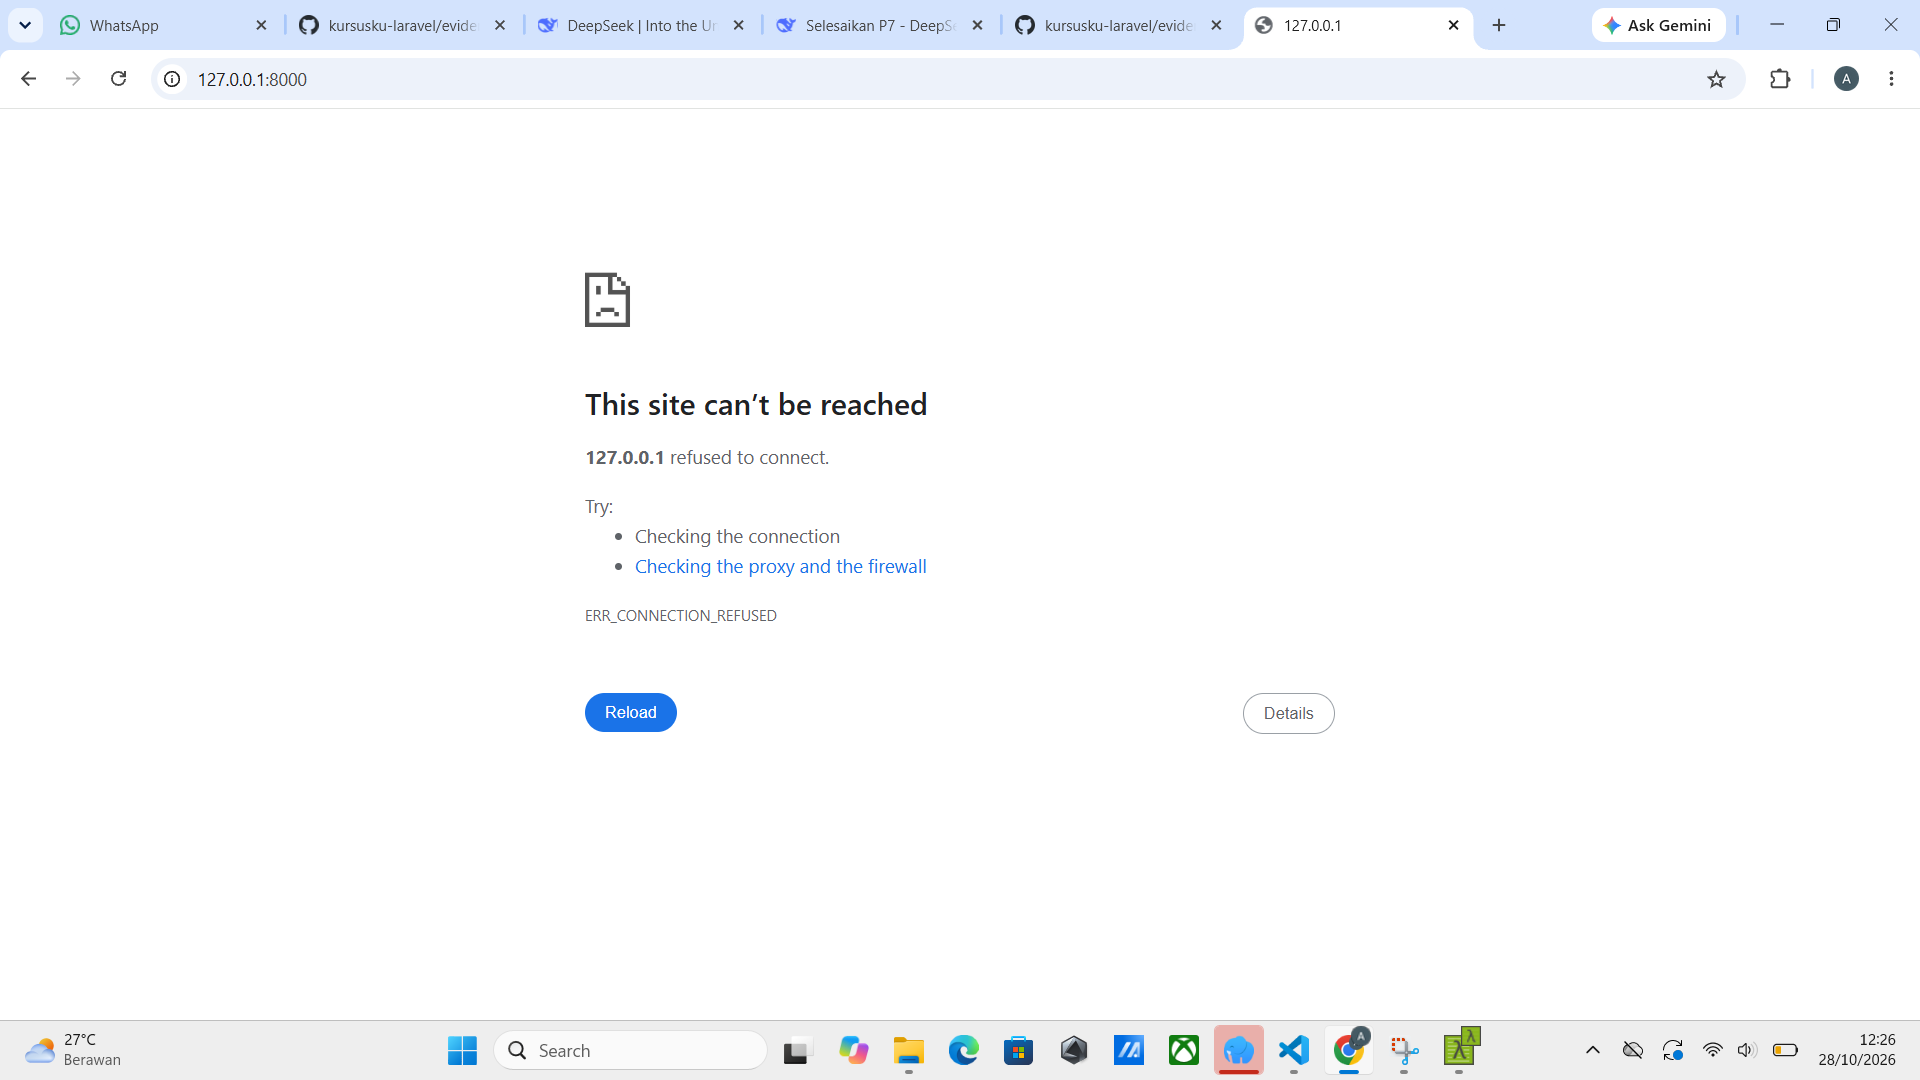 WhatsApp
kursusku-laravel/evide
DeepSeek | Into the Un
Selesaikan P7 - DeepSe
kursusku-laravel/evide
127.0.0.1
Ask Gemini
127.0.0.1:8000
A
This site can’t be reached
127.0.0.1 refused to connect.
Try:
Checking the connection
Checking the proxy and the firewall
ERR_CONNECTION_REFUSED
Reload
Details
27°C
Berawan
Search
A
12:26
28/10/2026